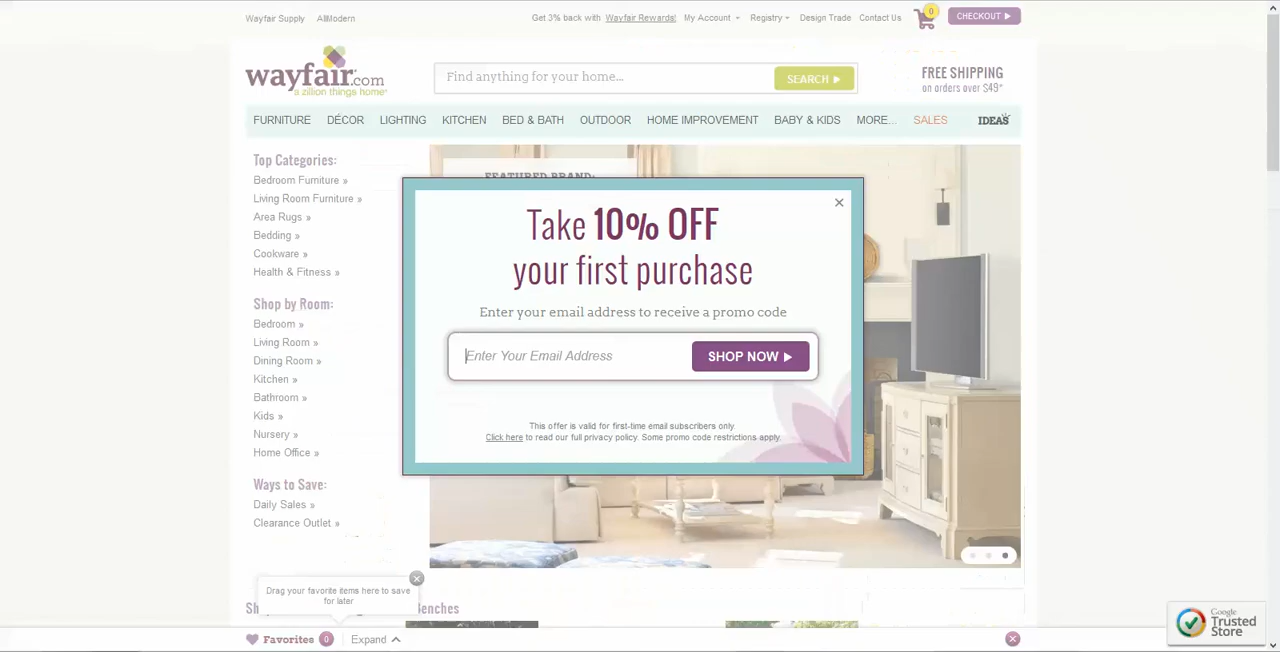 Wayfair Supply AllModern Get 3% back with Wayfair Rewards! My Account Registry Design Trade Contact Us 0 CHECKOUT
wayfair.com
a zillion things home
Find anything for your home...
SEARCH
FREE SHIPPING
on orders over $49*
FURNITURE DÉCOR LIGHTING KITCHEN BED & BATH OUTDOOR HOME IMPROVEMENT BABY & KIDS MORE... SALES IDEAS
Top Categories:
Bedroom Furniture »
Living Room Furniture »
Area Rugs »
Bedding »
Cookware »
Health & Fitness »
Shop by Room:
Bedroom »
Living Room »
Dining Room »
Kitchen »
Bathroom »
Kids »
Nursery »
Home Office »
Ways to Save:
Daily Sales »
Clearance Outlet »
FEATURED BRAND:
Take 10% OFF
your first purchase
Enter your email address to receive a promo code
Enter Your Email Address
SHOP NOW
This offer is valid for first-time email subscribers only.
Click here to read our full privacy policy. Some promo code restrictions apply.
Drag your favorite items here to save
for later
Benches
Favorites 0 Expand
Google
Trusted
Store